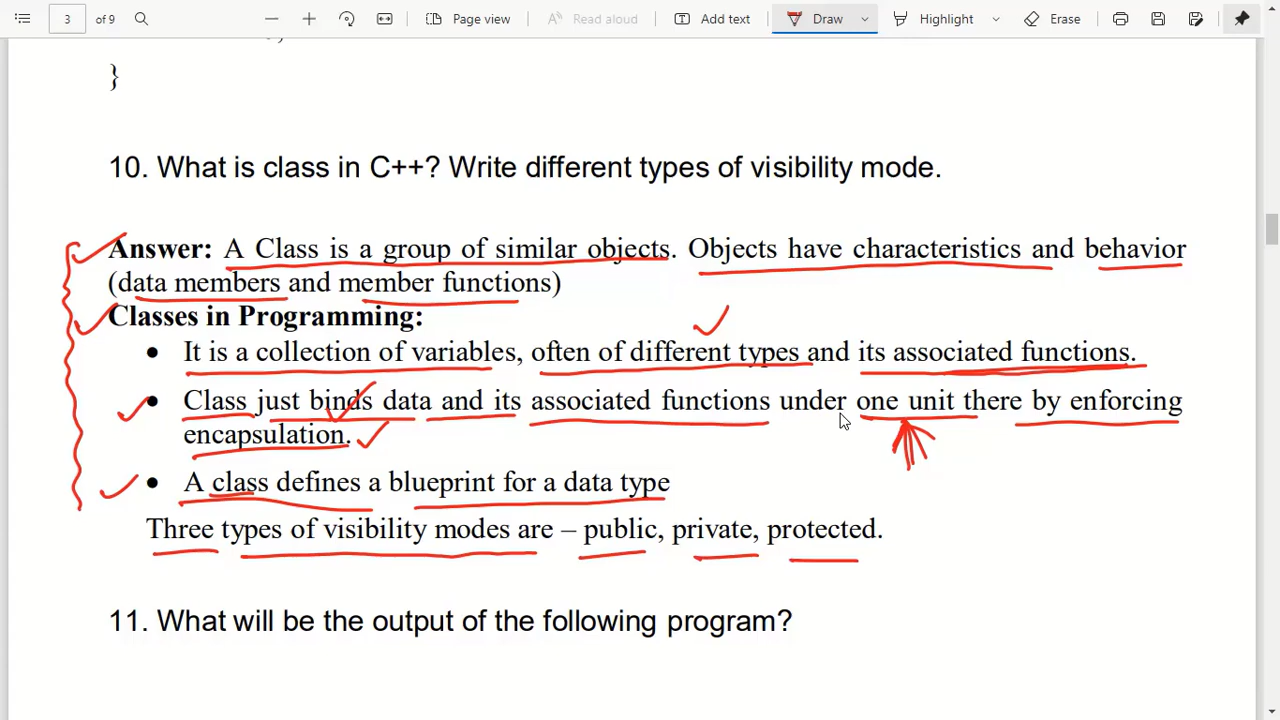 3 of 9 Page view Read aloud Add text Draw Highlight Erase
}
10. What is class in C++? Write different types of visibility mode.
Answer: A Class is a group of similar objects. Objects have characteristics and behavior
(data members and member functions)
Classes in Programming:
• It is a collection of variables, often of different types and its associated functions.
• Class just binds data and its associated functions under one unit there by enforcing
encapsulation.
• A class defines a blueprint for a data type
Three types of visibility modes are – public, private, protected.
11. What will be the output of the following program?